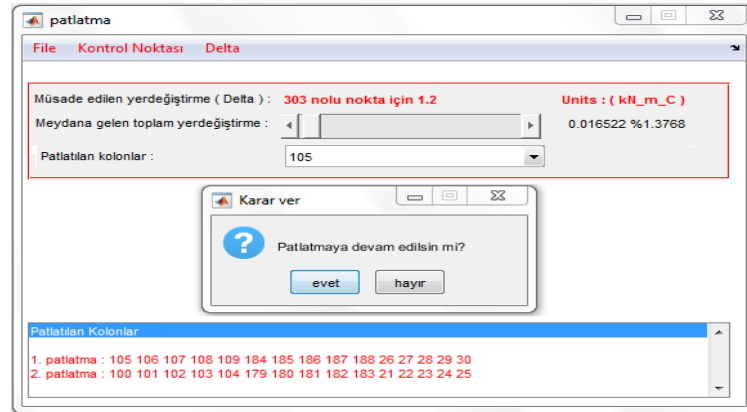 patlatma
File Kontrol Noktası Delta
Müsade edilen yerdeğiştirme ( Delta ) : 303 nolu nokta için 1.2 Units : ( kN_m_C )
Meydana gelen toplam yerdeğiştirme : 0.016522 %1.3768
Patlatılan kolonlar : 105
Karar ver
Patlatmaya devam edilsin mi?
evet hayır
Patlatılan Kolonlar
1. patlatma : 105 106 107 108 109 184 185 186 187 188 26 27 28 29 30
2. patlatma : 100 101 102 103 104 179 180 181 182 183 21 22 23 24 25